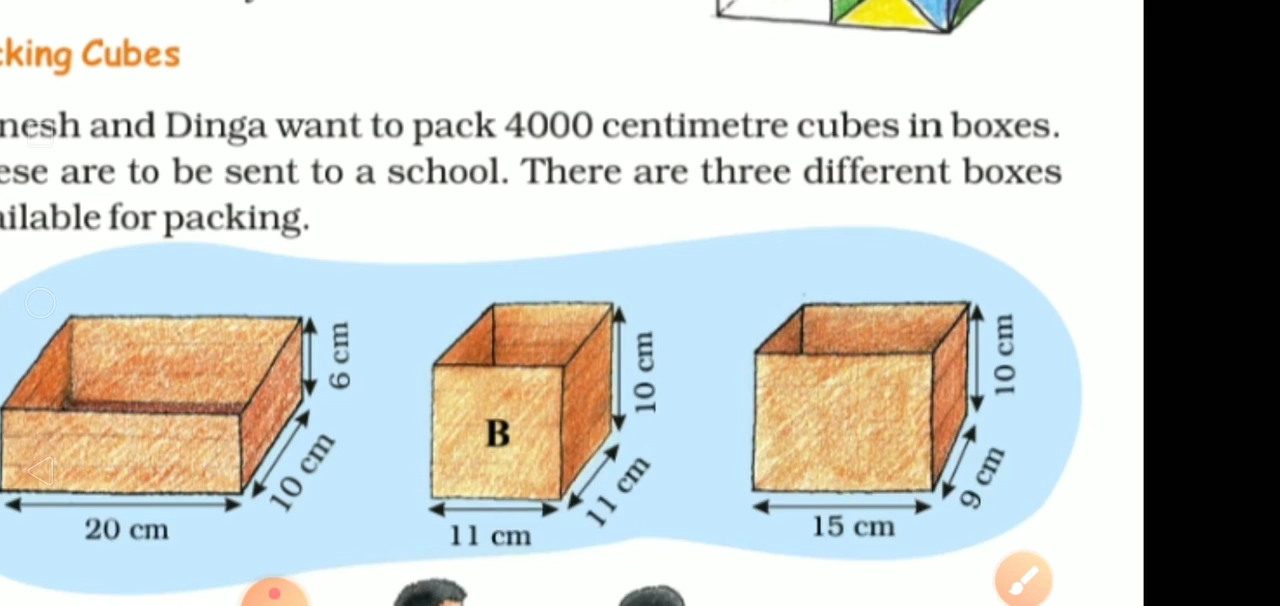 cking Cubes
nesh and Dinga want to pack 4000 centimetre cubes in boxes.
ese are to be sent to a school. There are three different boxes
ailable for packing.
6 cm
10 cm
20 cm
B
10 cm
11 cm
11 cm
10 cm
9 cm
15 cm